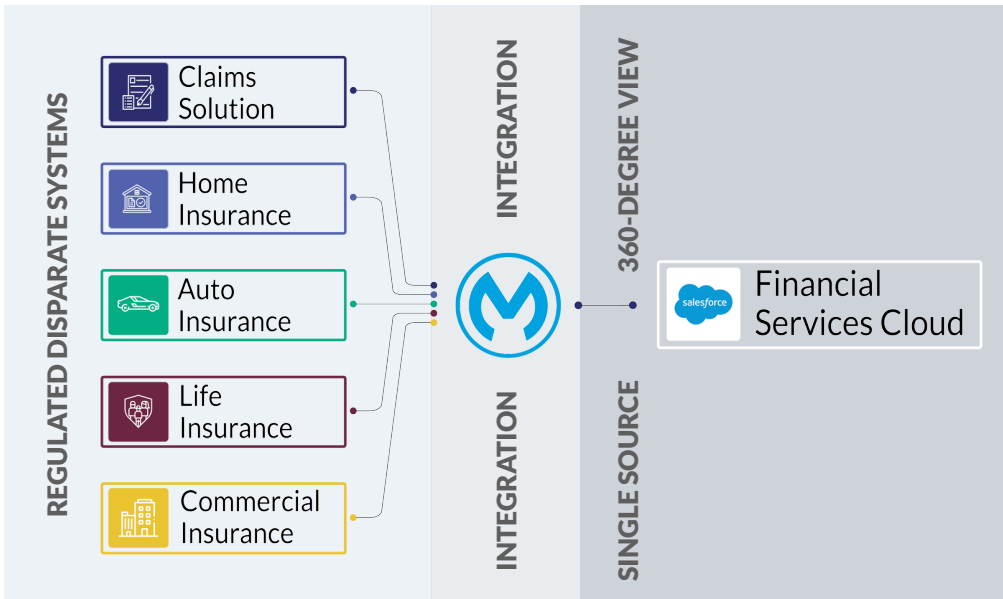 REGULATED DISPARATE SYSTEMS
Claims
Solution
Home
Insurance
Auto
Insurance
Life
Insurance
Commercial
Insurance
INTEGRATION
INTEGRATION
360-DEGREE VIEW
SINGLE SOURCE
salesforce
Financial
Services Cloud